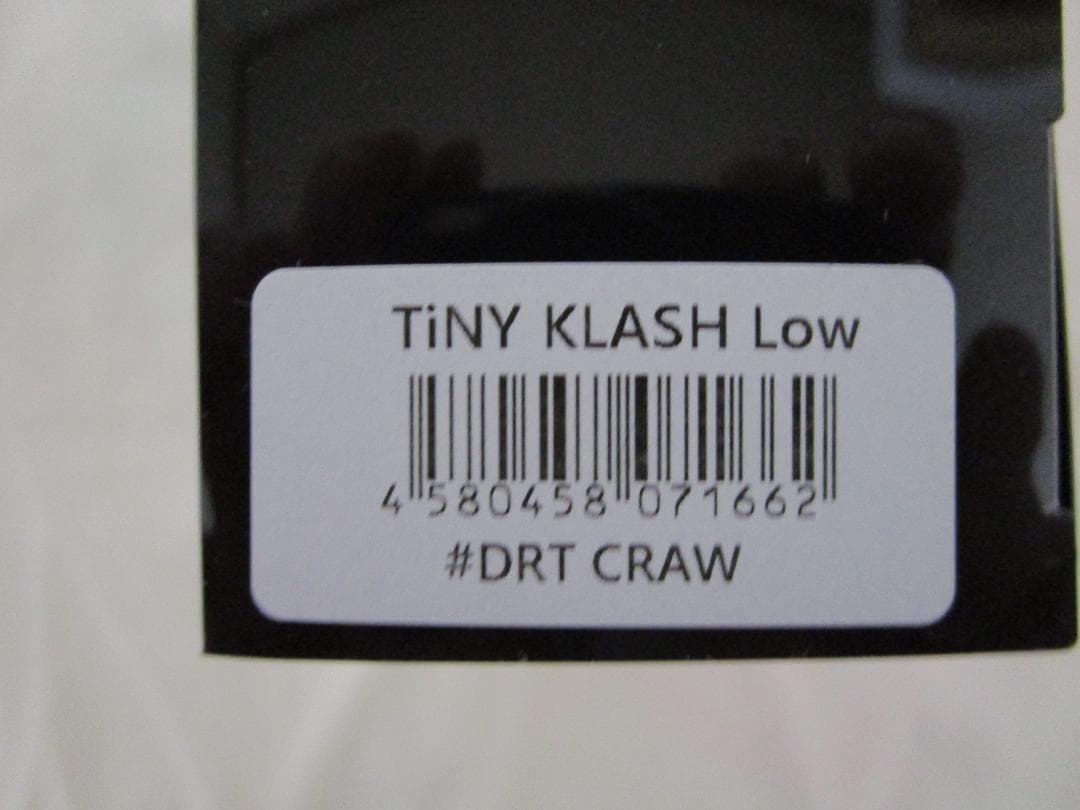 TiNY KLASH Low
4 580458 071662
#DRT CRAW